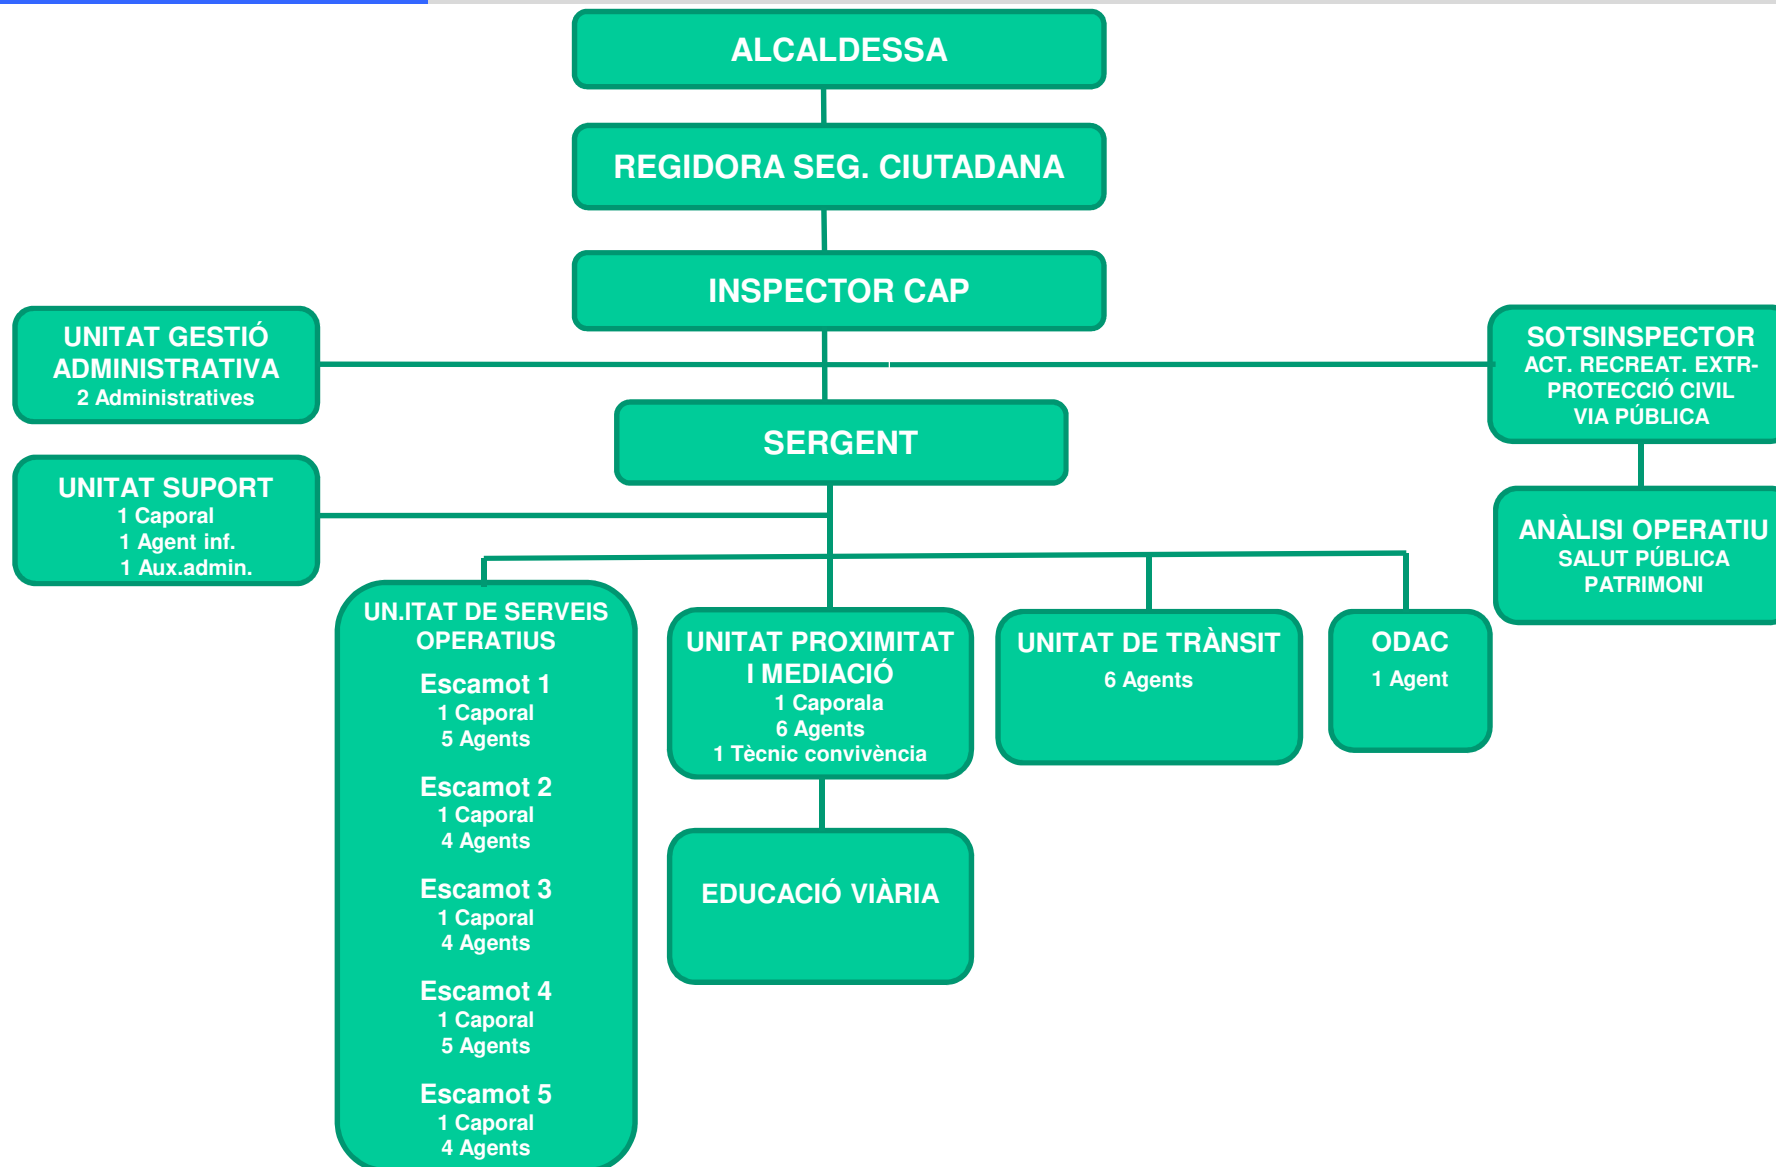 ALCALDESSA
REGIDORA SEG. CIUTADANA
INSPECTOR CAP
UNITAT GESTIÓ
ADMINISTRATIVA
2 Administratives
SOTSINSPECTOR
ACT. RECREAT. EXTR-
PROTECCIÓ CIVIL
VIA PÚBLICA
SERGENT
UNITAT SUPORT
1 Caporal
1 Agent inf.
1 Aux.admin.
ANÀLISI OPERATIU
SALUT PÚBLICA
PATRIMONI
UN.ITAT DE SERVEIS
OPERATIUS
Escamot 1
1 Caporal
5 Agents
Escamot 2
1 Caporal
4 Agents
Escamot 3
1 Caporal
4 Agents
Escamot 4
1 Caporal
5 Agents
Escamot 5
1 Caporal
4 Agents
UNITAT PROXIMITAT
I MEDIACIÓ
1 Caporala
6 Agents
1 Tècnic convivència
UNITAT DE TRÀNSIT
6 Agents
ODAC
1 Agent
EDUCACIÓ VIÀRIA